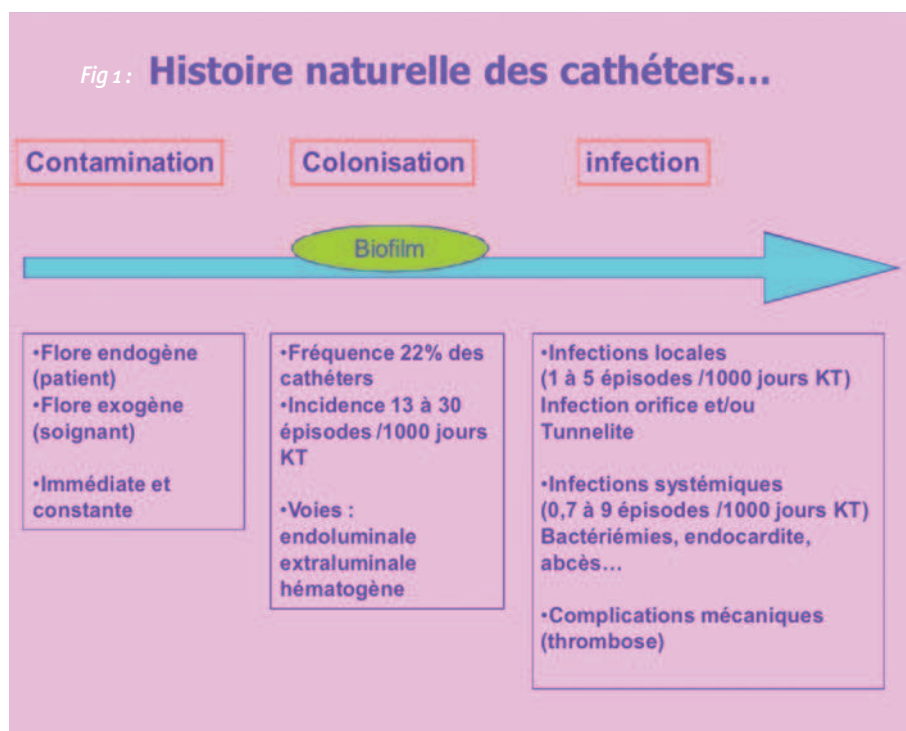 Fig 1 : Histoire naturelle des cathéters...
Contamination
Colonisation
infection
Biofilm
•Flore endogène
(patient)
•Flore exogène
(soignant)
•Immédiate et
constante
•Fréquence 22% des
cathéters
•Incidence 13 à 30
épisodes /1000 jours
KT
•Voies :
endoluminale
extraluminale
hématogène
•Infections locales
(1 à 5 épisodes /1000 jours KT)
Infection orifice et/ou
Tunnelite
•Infections systémiques
(0,7 à 9 épisodes /1000 jours KT)
Bactériémies, endocardite,
abcès...
•Complications mécaniques
(thrombose)